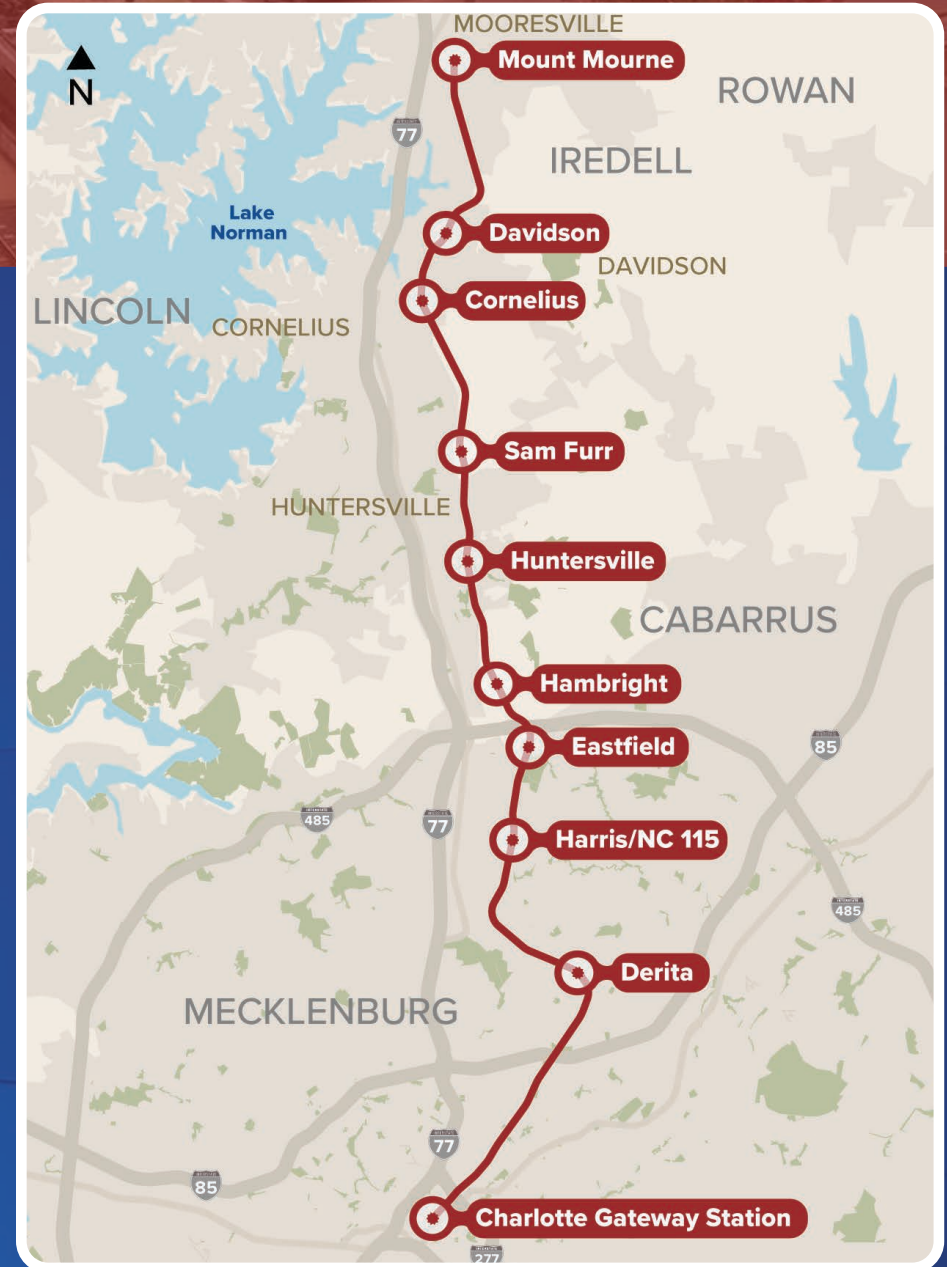 MOORESVILLE
Mount Mourne
N
ROWAN
77
IREDELL
Lake
Norman
Davidson
DAVIDSON
Cornelius
LINCOLN
CORNELIUS
Sam Furr
HUNTERSVILLE
Huntersville
CABARRUS
Hambright
Eastfield
85
485
77
Harris/NC 115
485
Derita
MECKLENBURG
77
85
Charlotte Gateway Station
277